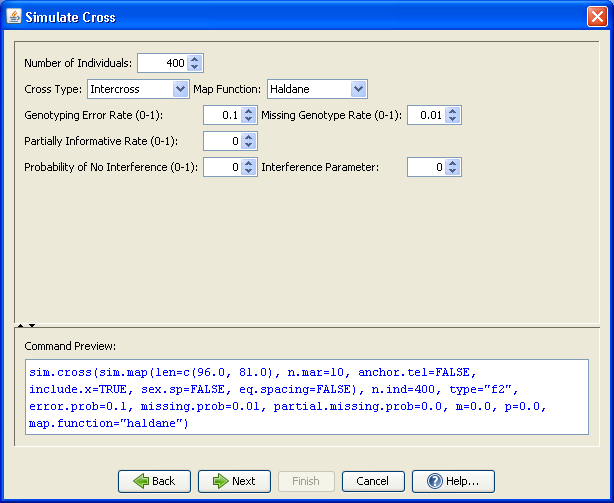 Simulate Cross
Number of Individuals: 400
Cross Type: Intercross Map Function: Haldane
Genotyping Error Rate (0-1): 0.1 Missing Genotype Rate (0-1): 0.01
Partially Informative Rate (0-1): 0
Probability of No Interference (0-1): 0 Interference Parameter: 0
Command Preview:
sim.cross(sim.map(len=c(96.0, 81.0), n.mar=10, anchor.tel=FALSE,
include.x=TRUE, sex.sp=FALSE, eq.spacing=FALSE), n.ind=400, type="f2",
error.prob=0.1, missing.prob=0.01, partial.missing.prob=0.0, m=0.0, p=0.0,
map.function="haldane")
Back Next Finish Cancel Help...